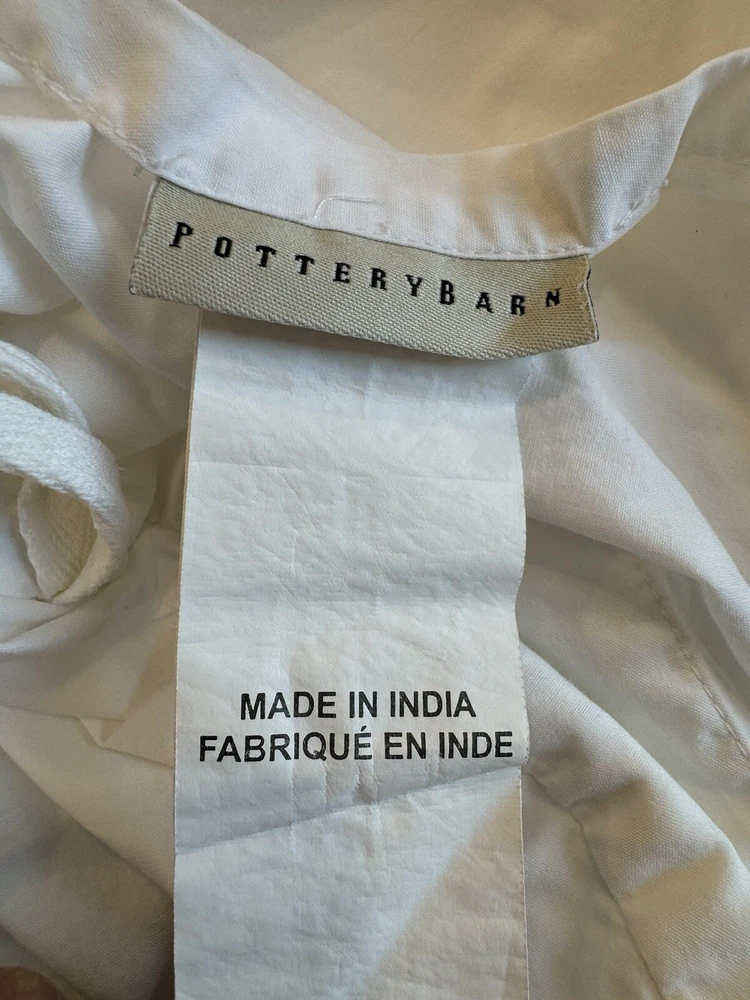 POTTERYBARN
MADE IN INDIA
FABRIQUÉ EN INDE